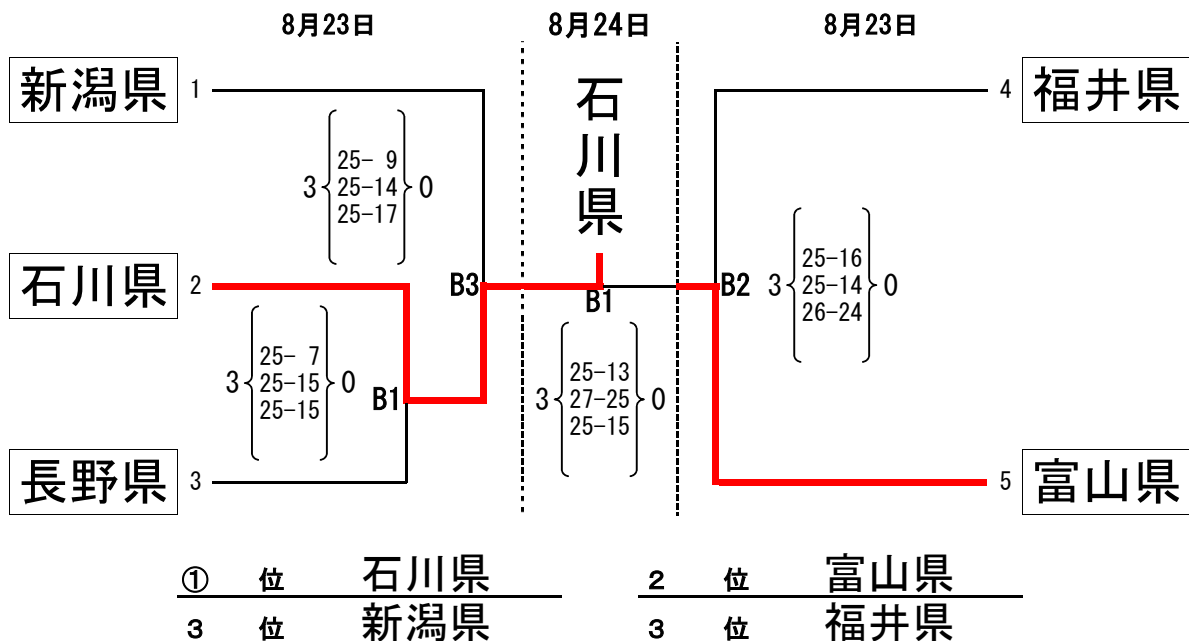 8月23日
8月24日
8月23日
新潟県 1
石川県
4 福井県
25- 9
3 25-14 0
25-17
石川県 2
B3
B1
B2
25-16
3 25-14 0
26-24
25- 7
3 25-15 0
25-15
B1
25-13
3 27-25 0
25-15
長野県 3
5 富山県
① 位 石川県
2 位 富山県
3 位 新潟県
3 位 福井県